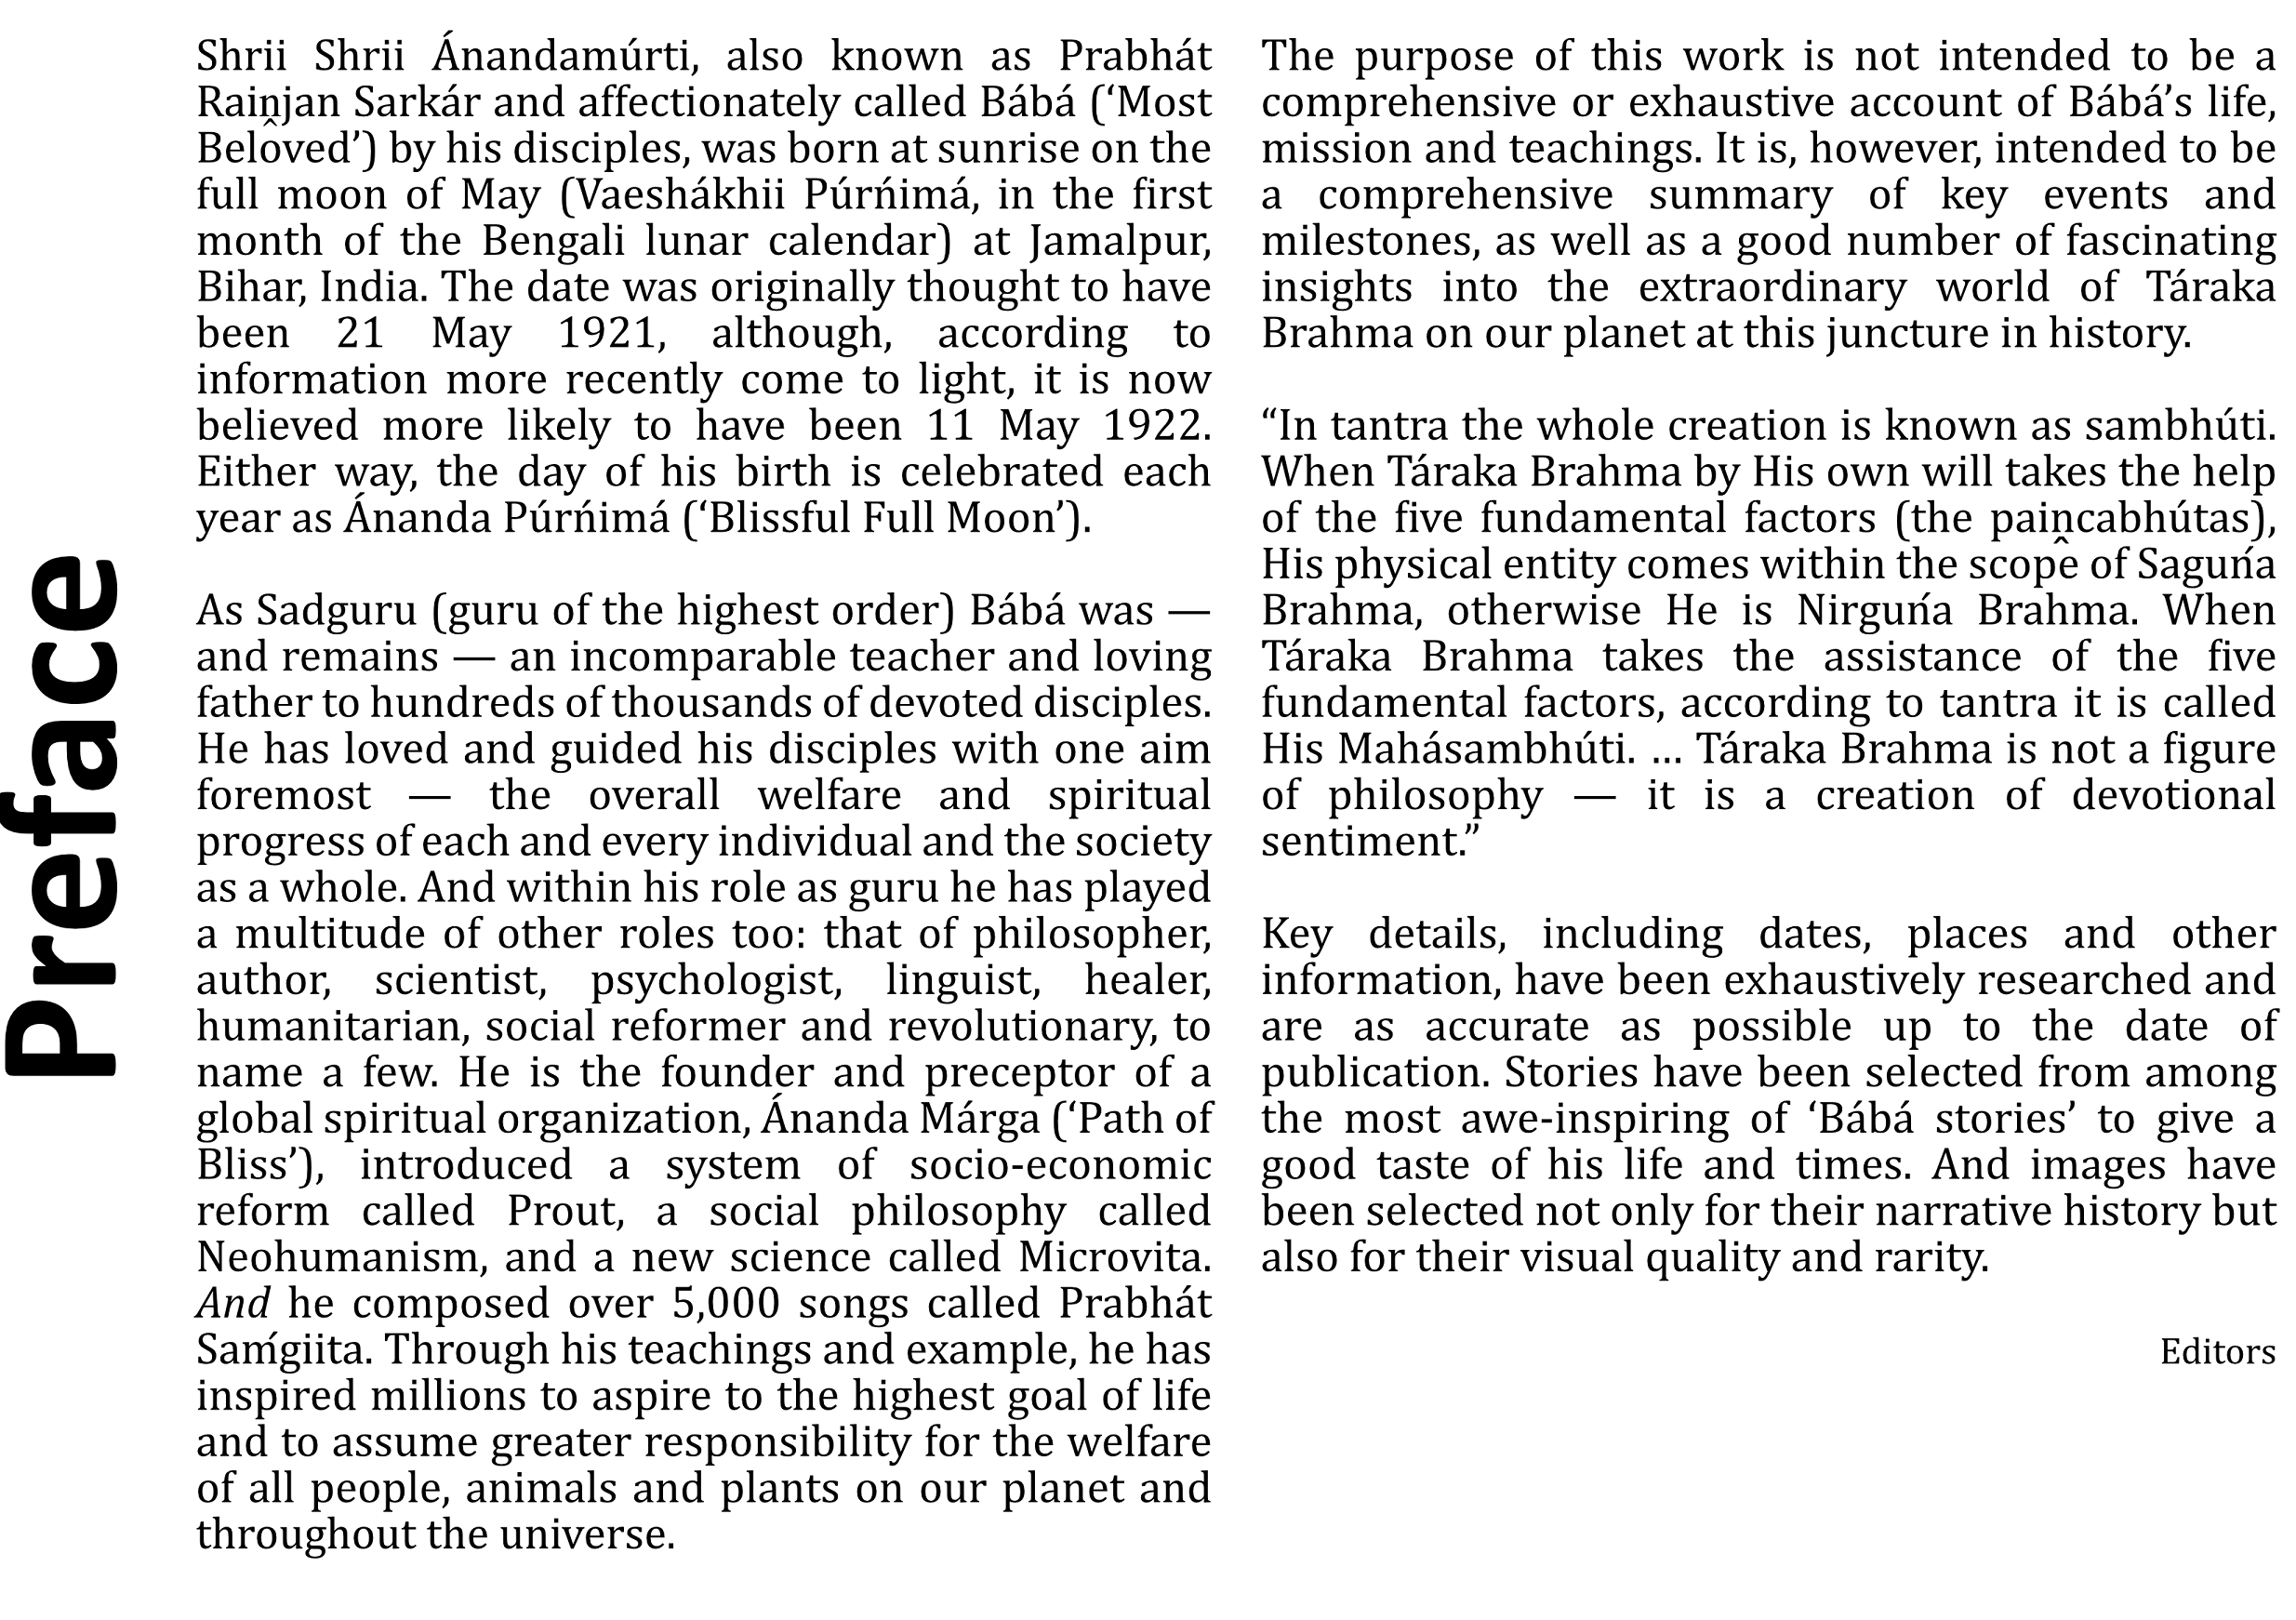 Preface
Shrii Shrii Ánandamúrti, also known as Prabhát
Raiṋjan Sarkár and affectionately called Bábá (‘Most
Beloved’) by his disciples, was born at sunrise on the
full moon of May (Vaeshákhii Púrńimá, in the first
month of the Bengali lunar calendar) at Jamalpur,
Bihar, India. The date was originally thought to have
been 21 May 1921, although, according to
information more recently come to light, it is now
believed more likely to have been 11 May 1922.
Either way, the day of his birth is celebrated each
year as Ánanda Púrńimá (‘Blissful Full Moon’).
As Sadguru (guru of the highest order) Bábá was —
and remains — an incomparable teacher and loving
father to hundreds of thousands of devoted disciples.
He has loved and guided his disciples with one aim
foremost — the overall welfare and spiritual
progress of each and every individual and the society
as a whole. And within his role as guru he has played
a multitude of other roles too: that of philosopher,
author, scientist, psychologist, linguist, healer,
humanitarian, social reformer and revolutionary, to
name a few. He is the founder and preceptor of a
global spiritual organization, Ánanda Márga (‘Path of
Bliss’), introduced a system of socio-economic
reform called Prout, a social philosophy called
Neohumanism, and a new science called Microvita.
And he composed over 5,000 songs called Prabhát
Saḿgiita. Through his teachings and example, he has
inspired millions to aspire to the highest goal of life
and to assume greater responsibility for the welfare
of all people, animals and plants on our planet and
throughout the universe.
The purpose of this work is not intended to be a
comprehensive or exhaustive account of Bábá’s life,
mission and teachings. It is, however, intended to be
a comprehensive summary of key events and
milestones, as well as a good number of fascinating
insights into the extraordinary world of Táraka
Brahma on our planet at this juncture in history.
“In tantra the whole creation is known as sambhúti.
When Táraka Brahma by His own will takes the help
of the five fundamental factors (the paiṋcabhútas),
His physical entity comes within the scope of Saguńa
Brahma, otherwise He is Nirguńa Brahma. When
Táraka Brahma takes the assistance of the five
fundamental factors, according to tantra it is called
His Mahásambhúti. ... Táraka Brahma is not a figure
of philosophy — it is a creation of devotional
sentiment.”
Key details, including dates, places and other
information, have been exhaustively researched and
are as accurate as possible up to the date of
publication. Stories have been selected from among
the most awe-inspiring of ‘Bábá stories’ to give a
good taste of his life and times. And images have
been selected not only for their narrative history but
also for their visual quality and rarity.
Editors